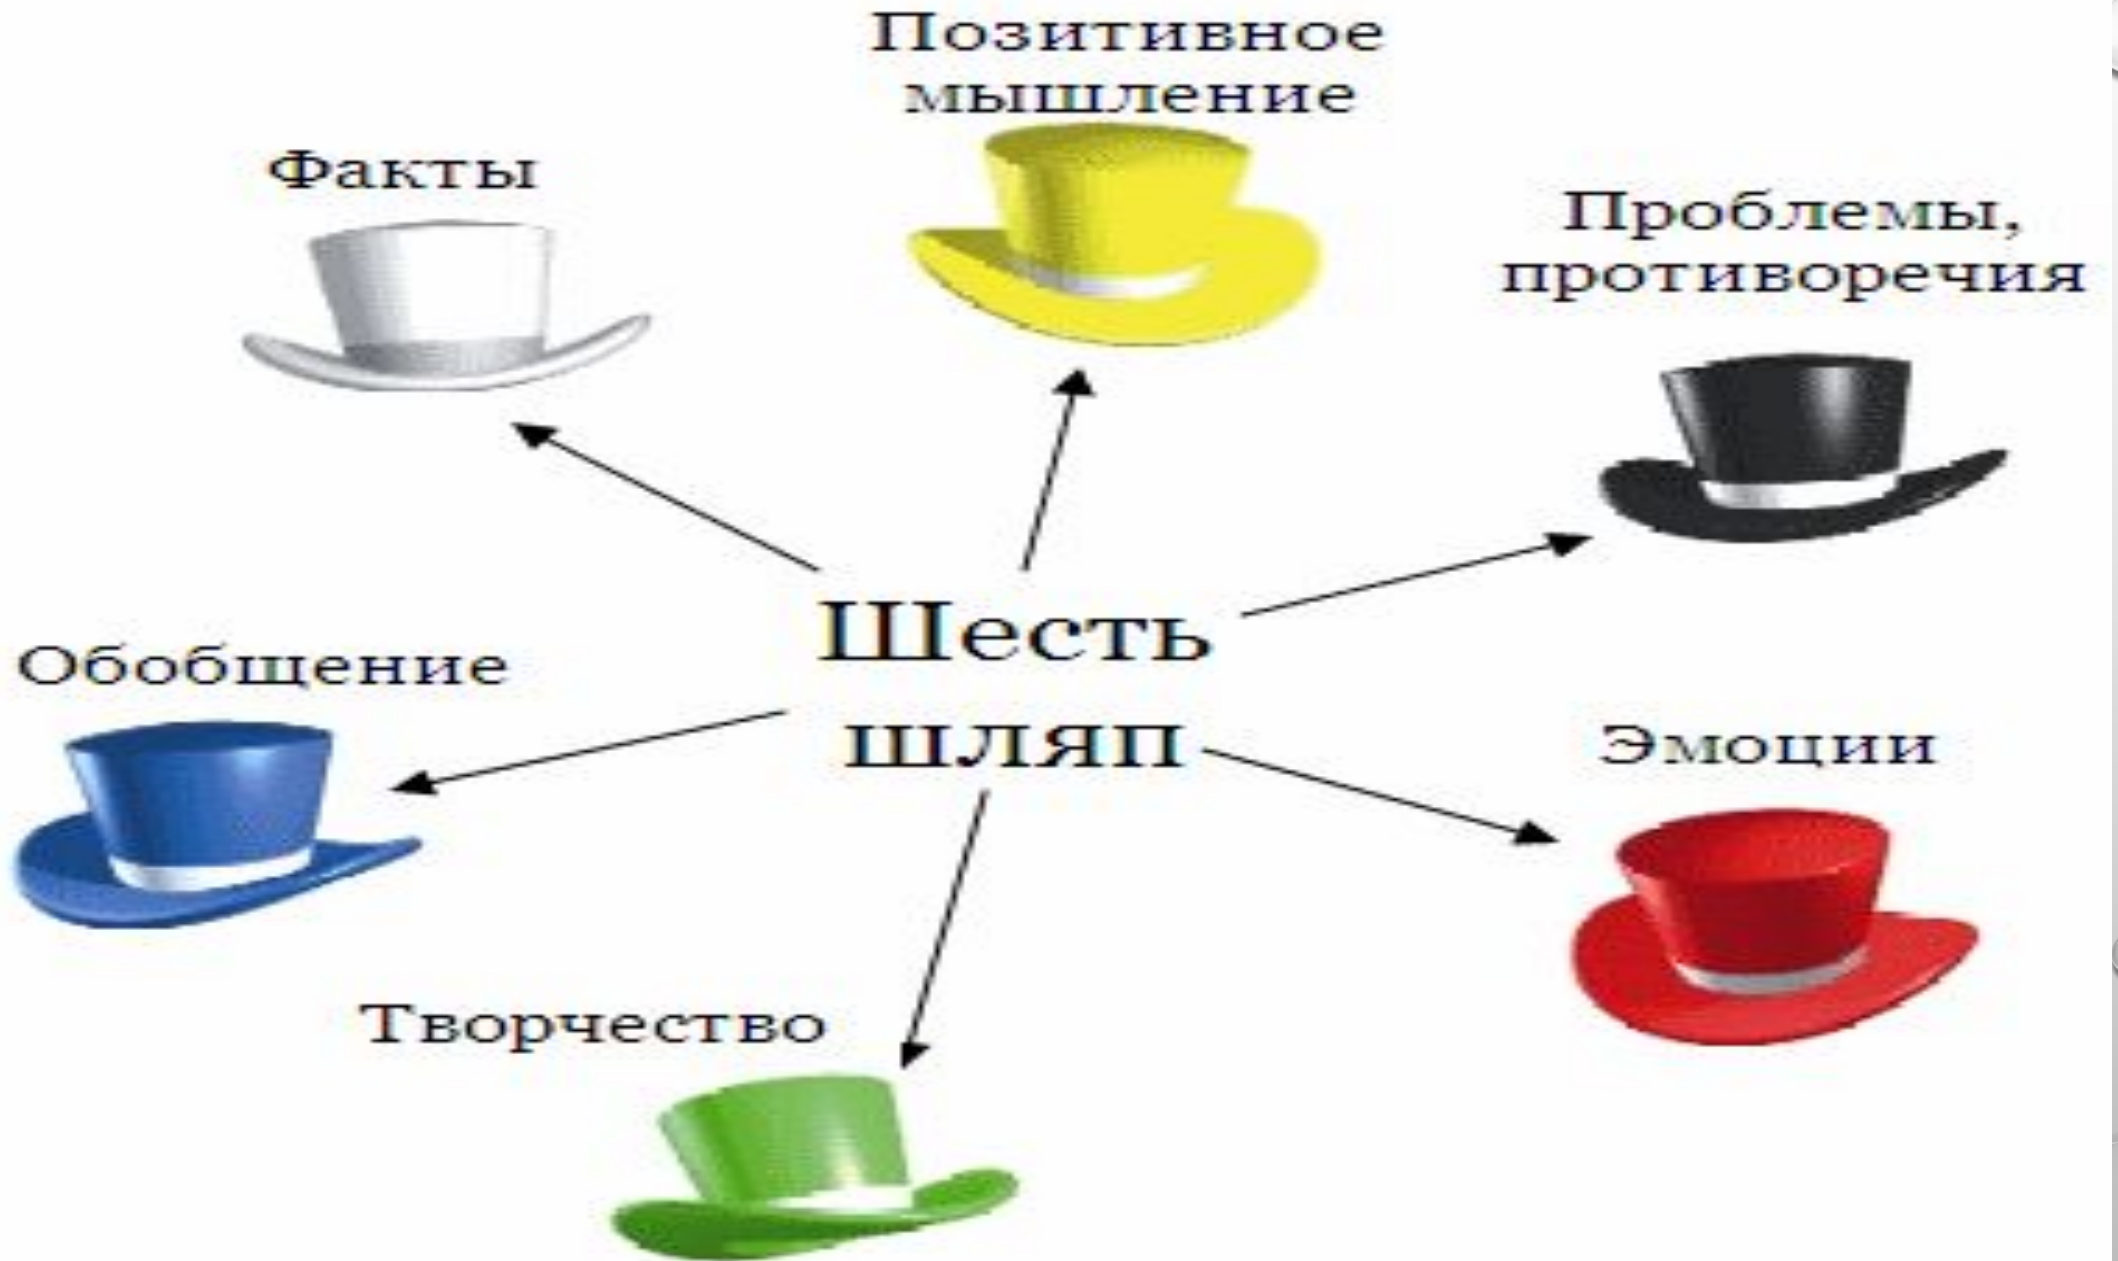 Позитивное
мышление
Факты
Проблемы,
противоречия
Шесть
шляп
Обобщение
Эмоции
Творчество